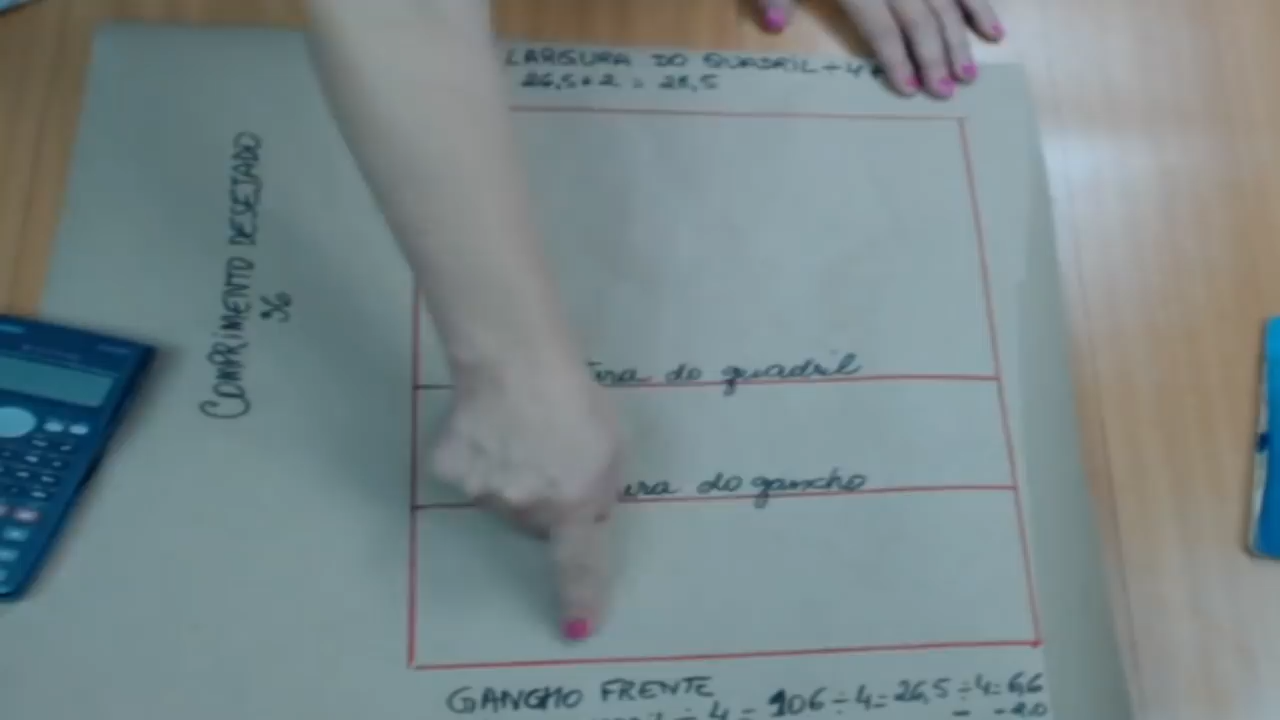 LARGURA DO QUADRIL ÷ 4
26,5+2 = 28,5
COMPRIMENTO DESEJADO
36
do quadril
do gancho
GANCHO FRENTE
÷ 4 = 106 ÷ 4 = 26,5 ÷ 4 = 6,6